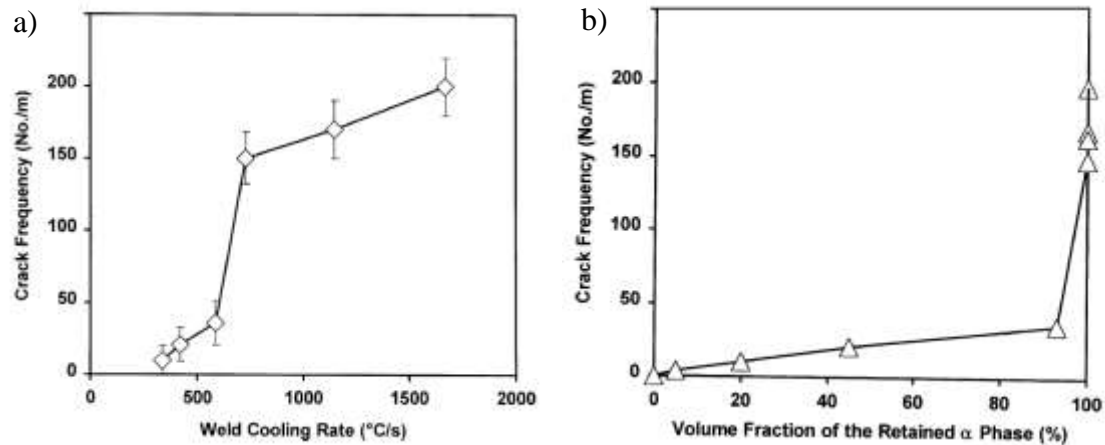 a)
Crack Frequency (No./m)
200
150
100
50
0
0 500 1000 1500 2000
Weld Cooling Rate (°C/s)
b)
Crack Frequency (No./m)
200
150
100
50
0
0 20 40 60 80 100
Volume Fraction of the Retained α Phase (%)